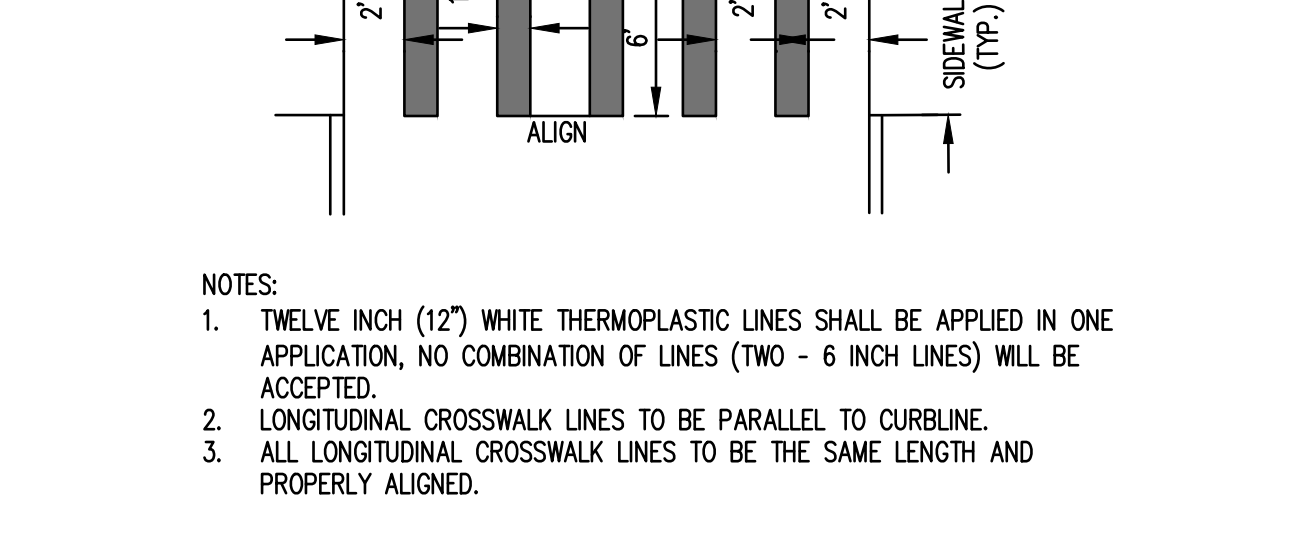 2'
2'
2'
6'
SIDEWAL
(TYP.)
ALIGN
NOTES:
1. TWELVE INCH (12") WHITE THERMOPLASTIC LINES SHALL BE APPLIED IN ONE
APPLICATION, NO COMBINATION OF LINES (TWO - 6 INCH LINES) WILL BE
ACCEPTED.
2. LONGITUDINAL CROSSWALK LINES TO BE PARALLEL TO CURBLINE.
3. ALL LONGITUDINAL CROSSWALK LINES TO BE THE SAME LENGTH AND
PROPERLY ALIGNED.